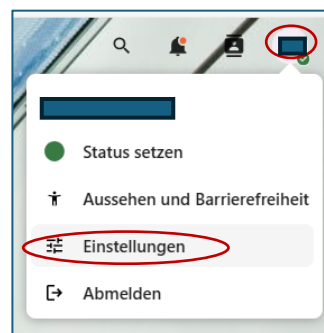 Status setzen
Aussehen und Barrierefreiheit
Einstellungen
Abmelden